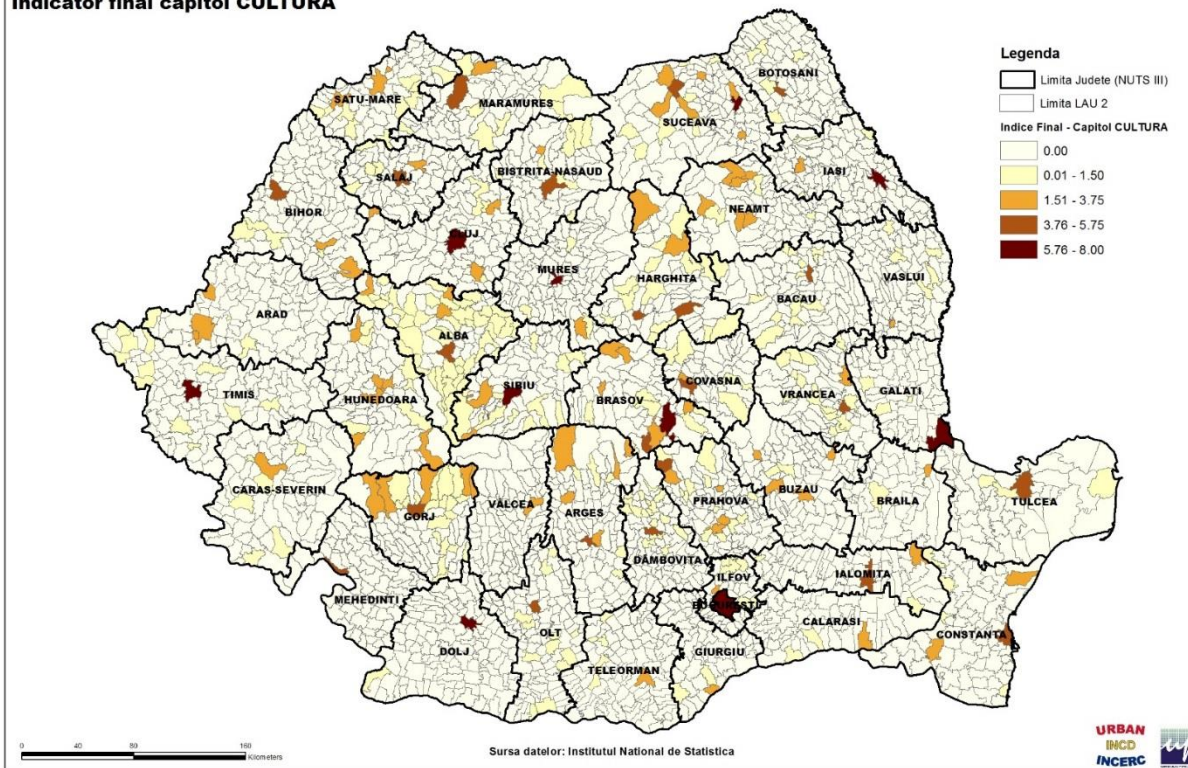 Indicator final capitol CULTURA
Legenda
Limita Judete (NUTS III)
Limita LAU 2
Indice Final - Capitol CULTURA
0.00
0.01 - 1.50
1.51 - 3.75
3.76 - 5.75
5.76 - 8.00
BOTOSANI
SATU-MARE
MARAMURES
SUCEAVA
SALAJ
BISTRITA-NASAUD
IASI
BIHOR
NEAMT
CLUJ
MURES
HARGHITA
BACAU
VASLUI
ARAD
ALBA
TIMIS
HUNEDOARA
SIBIU
BRASOV
COVASNA
VRANCEA
GALATI
CARAS-SEVERIN
GORJ
VALCEA
ARGES
PRAHOVA
BUZAU
BRAILA
TULCEA
DÂMBOVITA
ILFOV
IALOMITA
MEHEDINTI
BUCURESTI
DOLJ
OLT
TELEORMAN
GIURGIU
CALARASI
CONSTANTA
0 40 80 160
Kilometers
Sursa datelor: Institutul National de Statistica
URBAN
INCD
INCERC